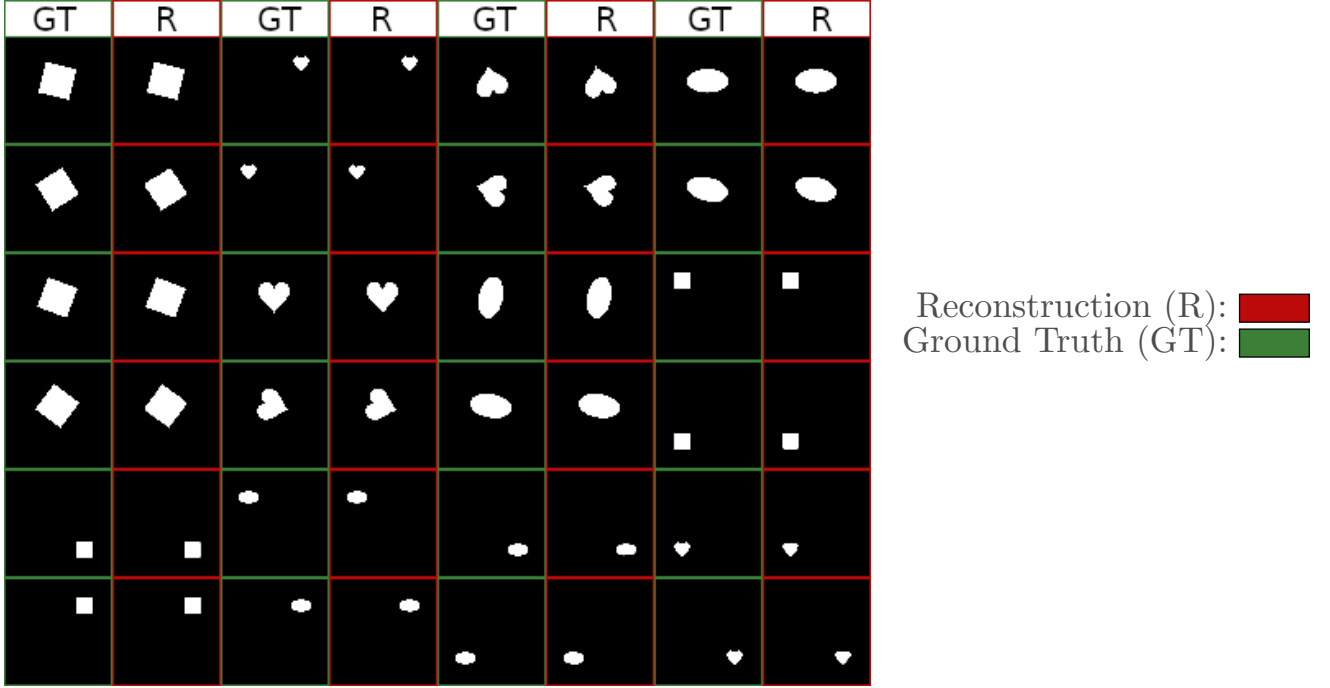 GT R GT R GT R GT R
Reconstruction (R):
Ground Truth (GT):